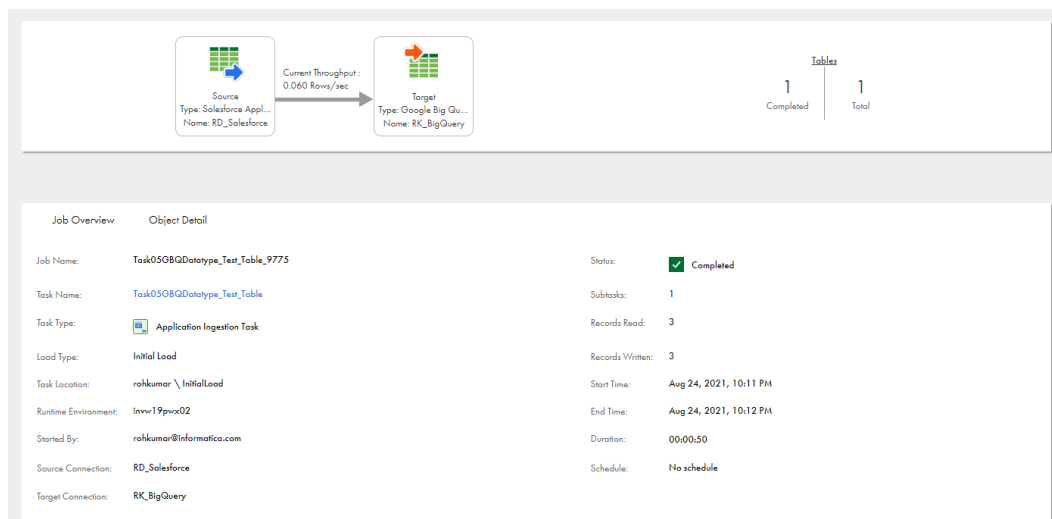 Tables
Current Throughput :
0.060 Rows/sec
1
1
Completed
Total
Source
Type: Salesforce Appl...
Name: RD_Salesforce
Target
Type: Google Big Qu...
Name: RK_BigQuery
Job Overview Object Detail
Job Name: Task05GBQDatatype_Test_Table_9775
Status: Completed
Task Name: Task05GBQDatatype_Test_Table
Subtasks: 1
Task Type: Application Ingestion Task
Records Read: 3
Load Type: Initial Load
Records Written: 3
Task Location: rohkumar \ InitialLoad
Start Time: Aug 24, 2021, 10:11 PM
Runtime Environment: invw19pwx02
End Time: Aug 24, 2021, 10:12 PM
Started By: rohkumar@informatica.com
Duration: 00:00:50
Source Connection: RD_Salesforce
Schedule: No schedule
Target Connection: RK_BigQuery